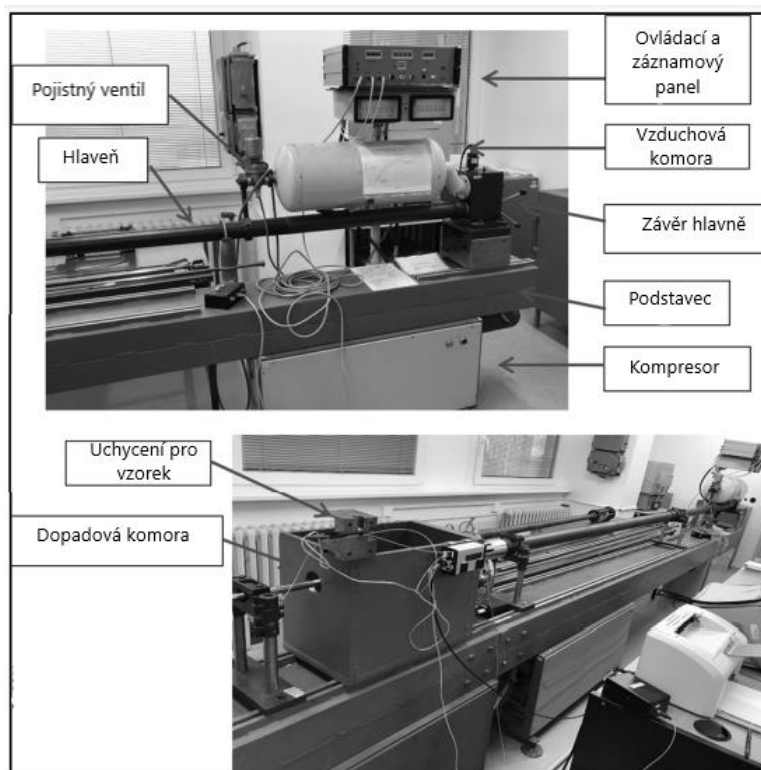 Ovládací a
záznamový
panel
Pojistný ventil
Vzduchová
komora
Hlaveň
Závěr hlavně
Podstavec
Kompresor
Uchycení pro
vzorek
Dopadová komora